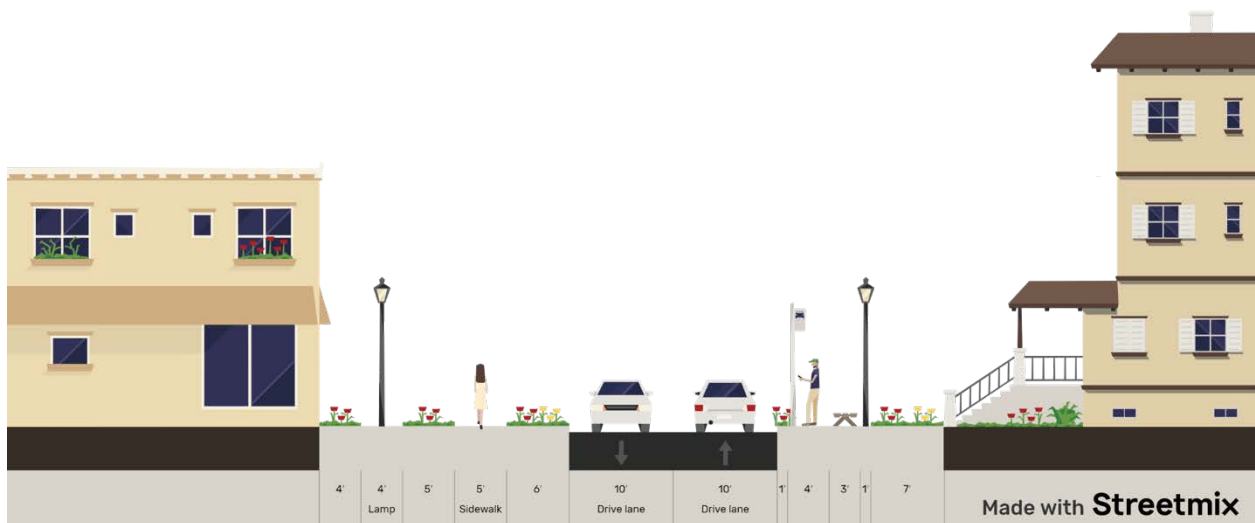 4' 4' 5' 5' 6' 10' 10' 1' 4' 3' 1' 7'
Lamp Sidewalk Drive lane Drive lane
Made with Streetmix